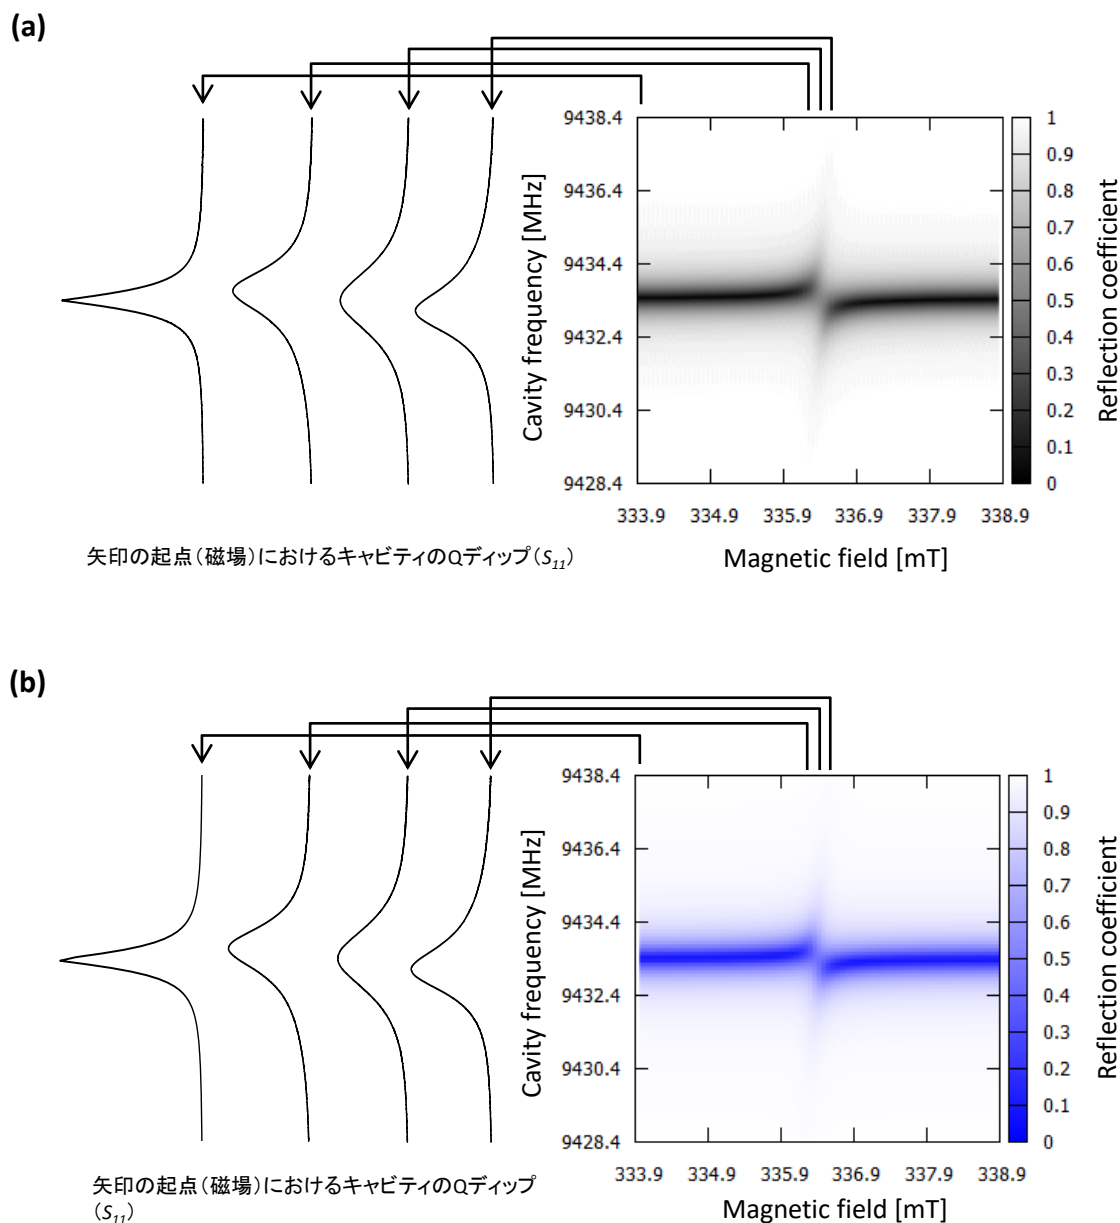 (a)
9438.4
9436.4
9434.4
9432.4
9430.4
9428.4
Cavity frequency [MHz]
333.9 334.9 335.9 336.9 337.9 338.9
Magnetic field [mT]
1
0.9
0.8
0.7
0.6
0.5
0.4
0.3
0.2
0.1
0
Reflection coefficient
矢印の起点(磁場)におけるキャビティのQディップ(S11)
(b)
9438.4
9436.4
9434.4
9432.4
9430.4
9428.4
Cavity frequency [MHz]
333.9 334.9 335.9 336.9 337.9 338.9
Magnetic field [mT]
1
0.9
0.8
0.7
0.6
0.5
0.4
0.3
0.2
0.1
0
Reflection coefficient
矢印の起点(磁場)におけるキャビティのQディップ
(S11)